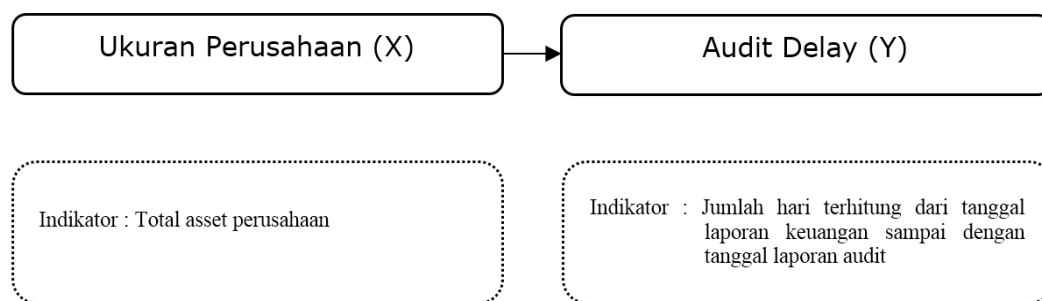 Ukuran Perusahaan (X)
Audit Delay (Y)
Indikator : Total asset perusahaan
Indikator : Jumlah hari terhitung dari tanggal
laporan keuangan sampai dengan
tanggal laporan audit